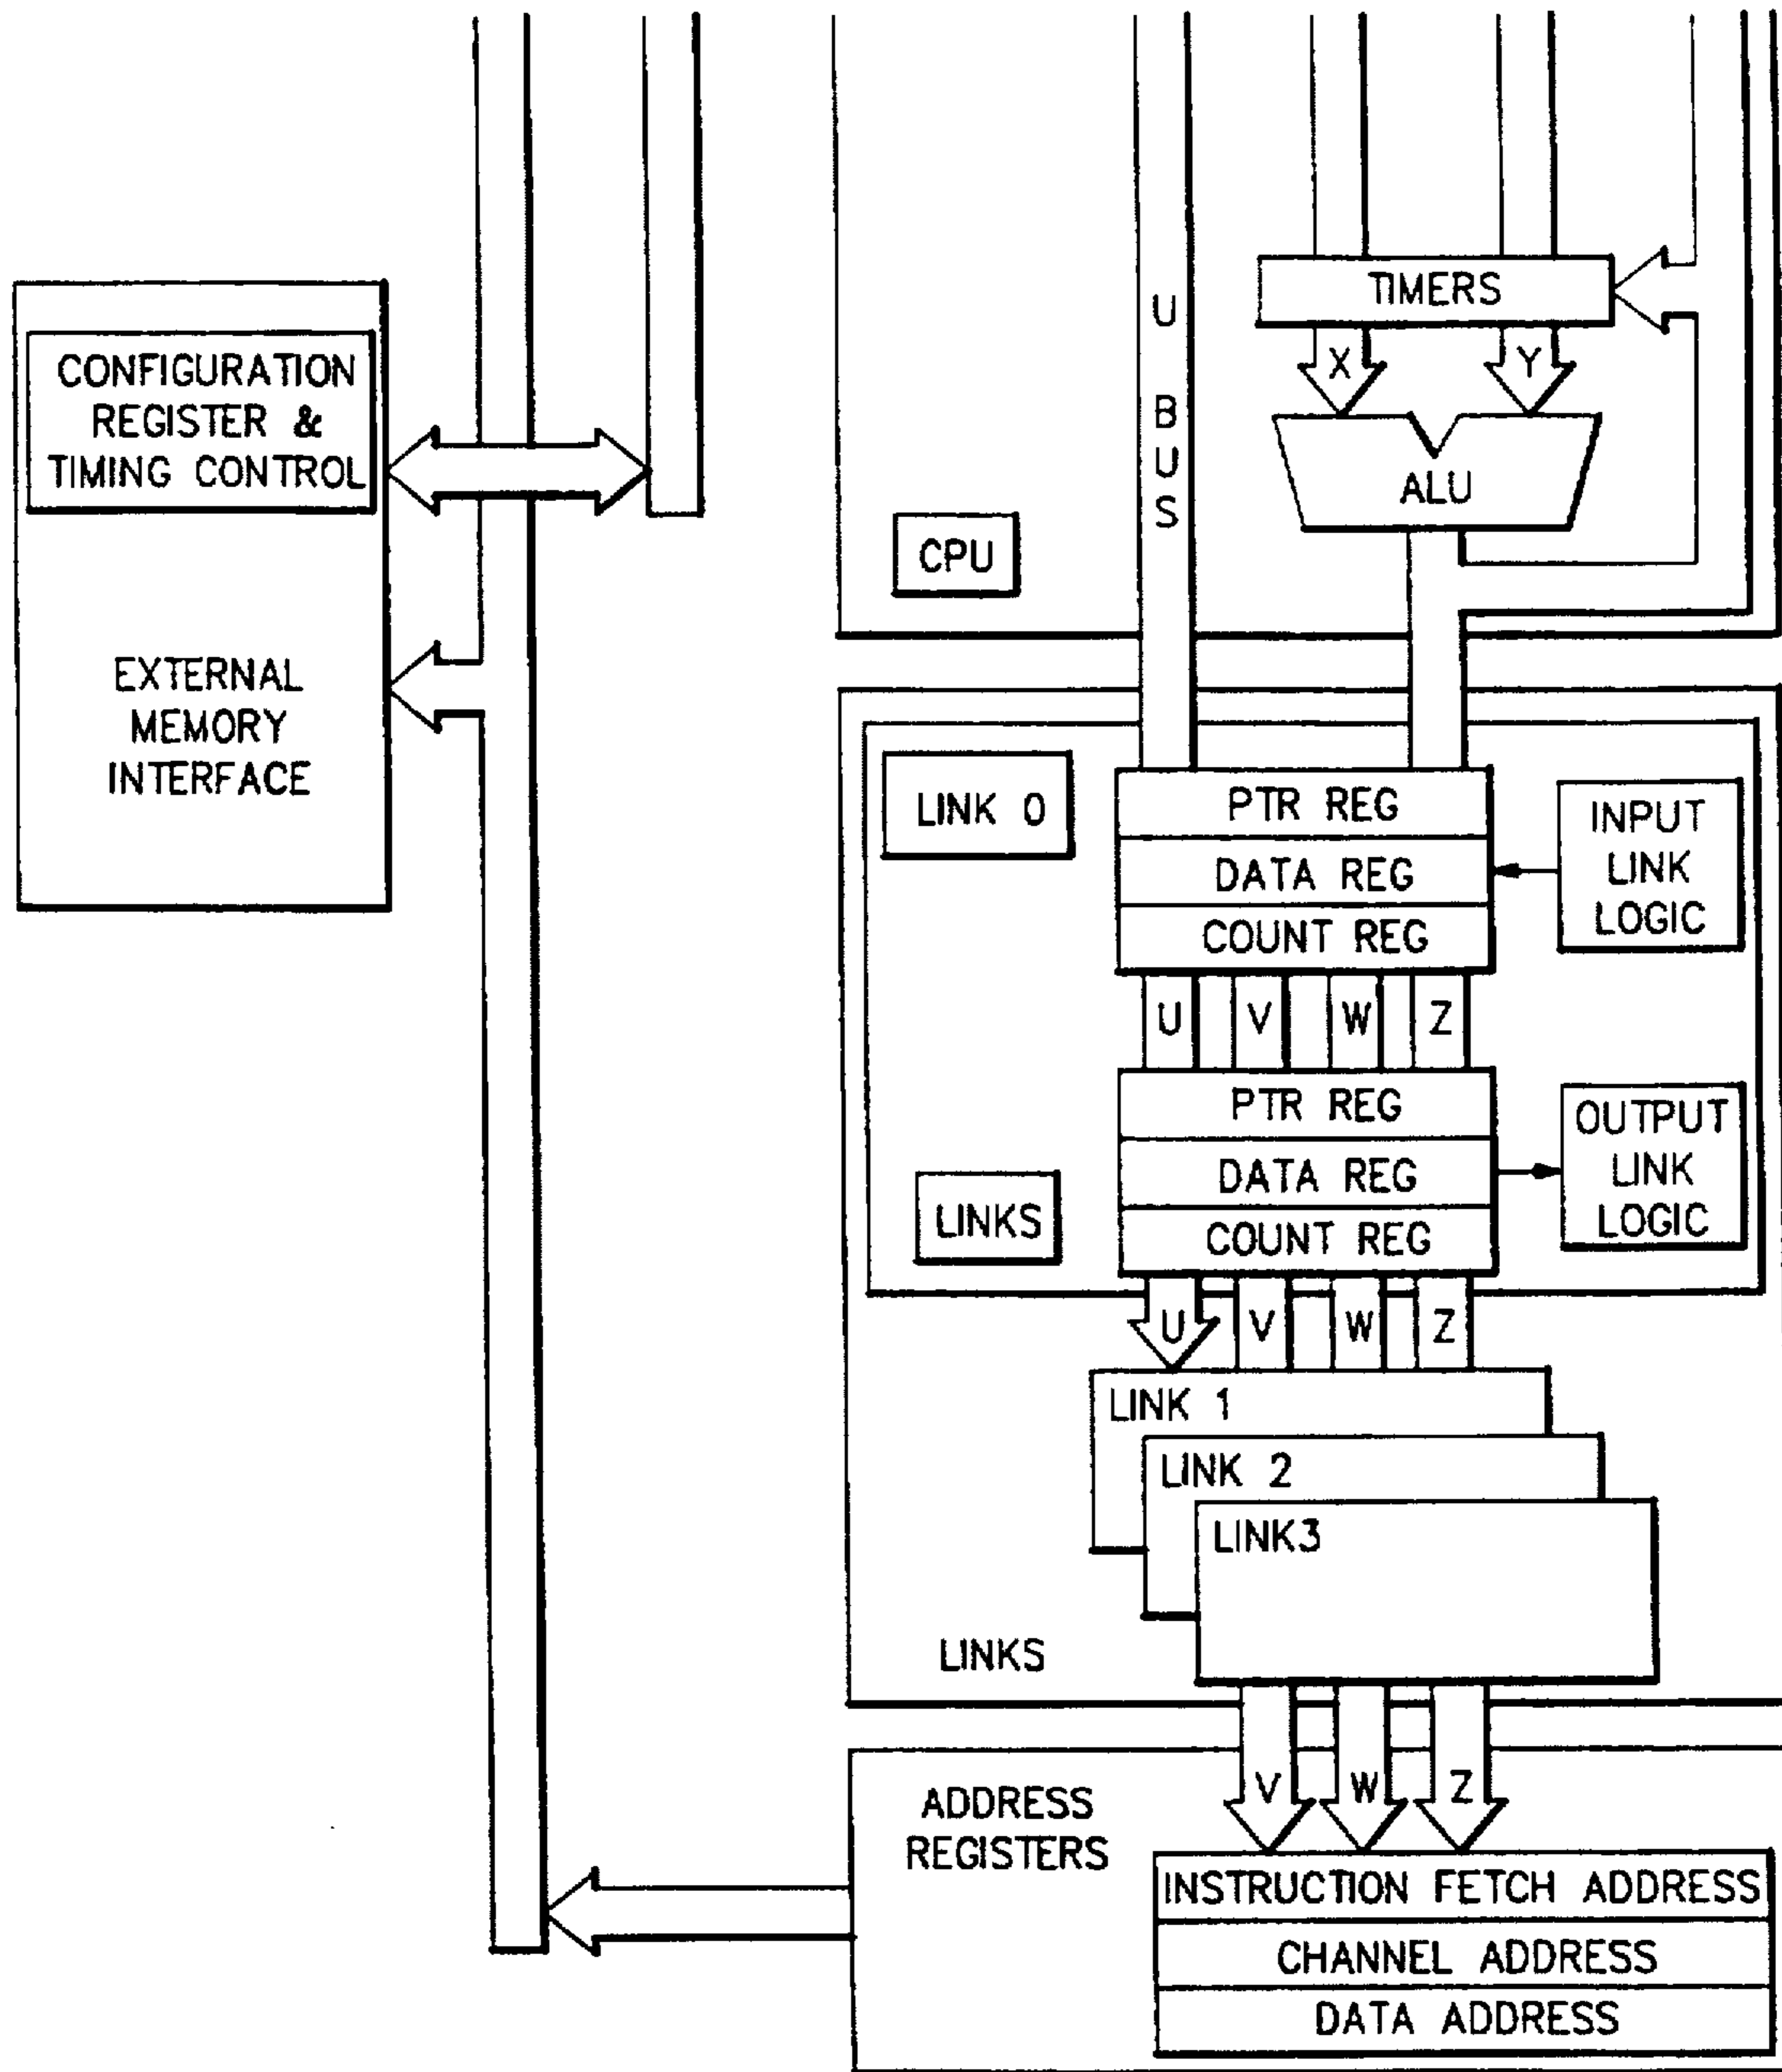 CONFIGURATION
REGISTER &
TIMING CONTROL
EXTERNAL
MEMORY
INTERFACE
U BUS
TIMERS
X
Y
ALU
CPU
LINK 0
PTR REG
DATA REG
COUNT REG
INPUT
LINK
LOGIC
U
V
W
Z
PTR REG
DATA REG
COUNT REG
OUTPUT
LINK
LOGIC
LINKS
U
V
W
Z
LINK 1
LINK 2
LINK3
LINKS
V
W
Z
ADDRESS
REGISTERS
INSTRUCTION FETCH ADDRESS
CHANNEL ADDRESS
DATA ADDRESS